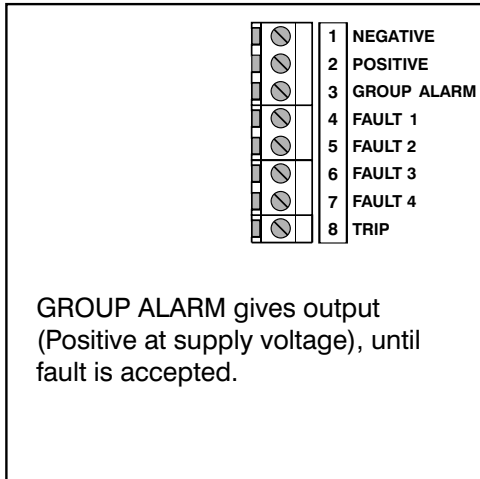 1 NEGATIVE
2 POSITIVE
3 GROUP ALARM
4 FAULT 1
5 FAULT 2
6 FAULT 3
7 FAULT 4
8 TRIP
GROUP ALARM gives output
(Positive at supply voltage), until
fault is accepted.